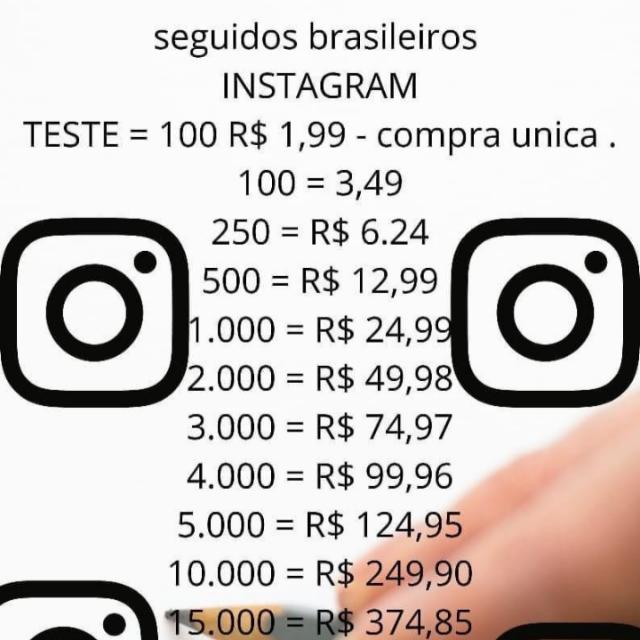 seguidos brasileiros
INSTAGRAM
TESTE = 100 R$ 1,99 - compra unica .
100 = 3,49
250 = R$ 6.24
500 = R$ 12,99
1.000 = R$ 24,99
2.000 = R$ 49,98
3.000 = R$ 74,97
4.000 = R$ 99,96
5.000 = R$ 124,95
10.000 = R$ 249,90
15.000 = R$ 374,85